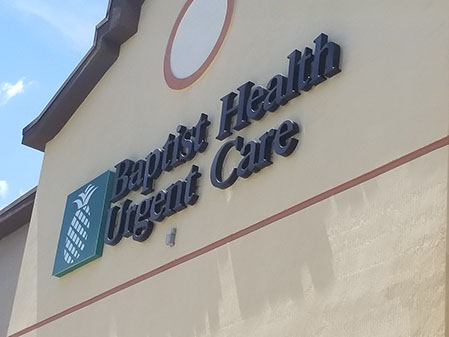 Baptist Health
Urgent Care